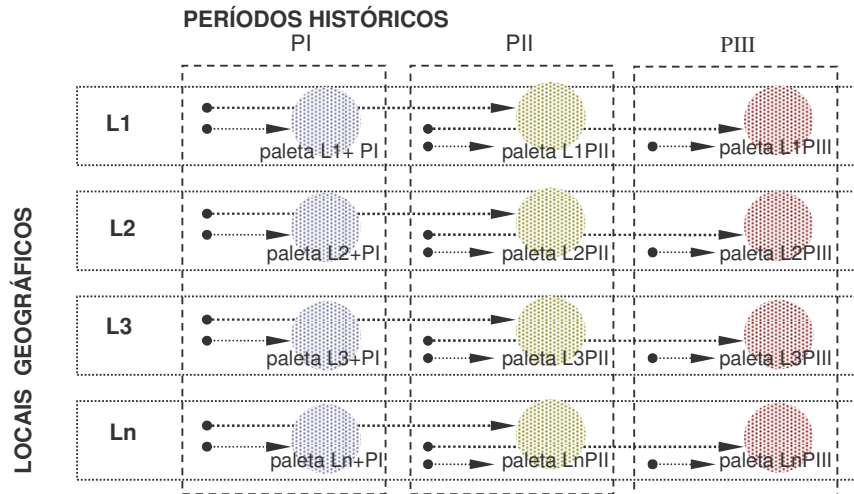 PERÍODOS HISTÓRICOS
PI PII PIII
L1
paleta L1+ PI paleta L1PII paleta L1PIII
L2
paleta L2+PI paleta L2PII paleta L2PIII
L3
paleta L3+PI paleta L3PII paleta L3PIII
Ln
paleta Ln+PI paleta LnPII paleta LnPIII
LOCAIS GEOGRÁFICOS